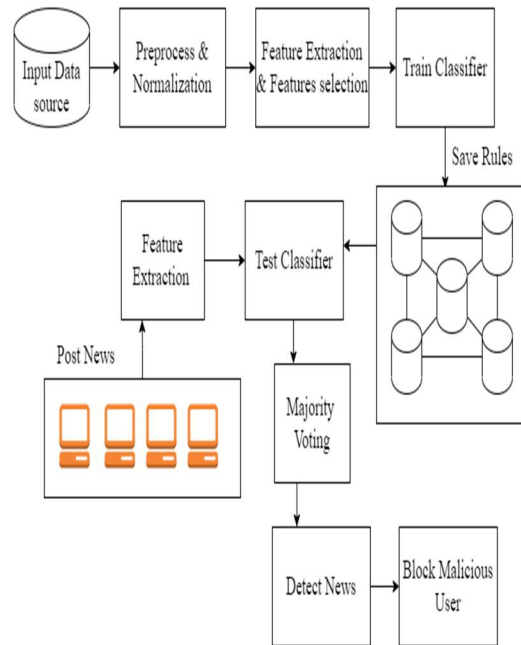 Input Data
source
Preprocess &
Normalization
Feature Extraction
& Features selection
Train Classifier
Save Rules
Feature
Extraction
Test Classifier
Post News
Majority
Voting
Detect News
Block Malicious
User